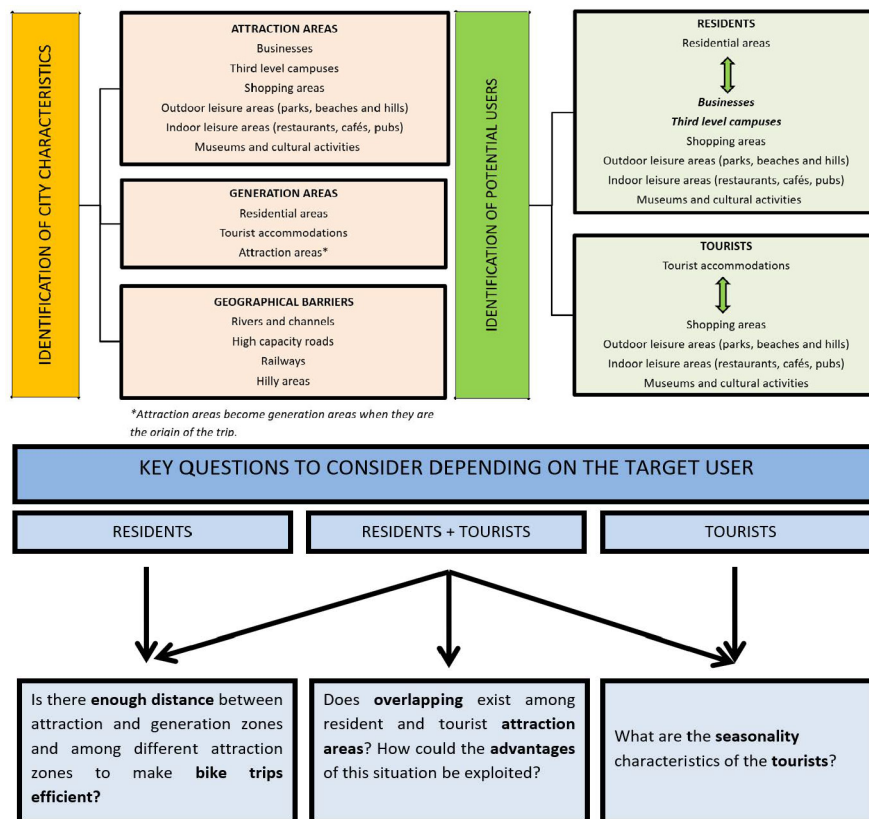 IDENTIFICATION OF CITY CHARACTERISTICS
ATTRACTION AREAS
Businesses
Third level campuses
Shopping areas
Outdoor leisure areas (parks, beaches and hills)
Indoor leisure areas (restaurants, cafés, pubs)
Museums and cultural activities
GENERATION AREAS
Residential areas
Tourist accommodations
Attraction areas*
GEOGRAPHICAL BARRIERS
Rivers and channels
High capacity roads
Railways
Hilly areas
*Attraction areas become generation areas when they are
the origin of the trip.
IDENTIFICATION OF POTENTIAL USERS
RESIDENTS
Residential areas
Businesses
Third level campuses
Shopping areas
Outdoor leisure areas (parks, beaches and hills)
Indoor leisure areas (restaurants, cafés, pubs)
Museums and cultural activities
TOURISTS
Tourist accommodations
Shopping areas
Outdoor leisure areas (parks, beaches and hills)
Indoor leisure areas (restaurants, cafés, pubs)
Museums and cultural activities
KEY QUESTIONS TO CONSIDER DEPENDING ON THE TARGET USER
RESIDENTS
RESIDENTS + TOURISTS
TOURISTS
Is there enough distance between
attraction and generation zones
and among different attraction
zones to make bike trips
efficient?
Does overlapping exist among
resident and tourist attraction
areas? How could the advantages
of this situation be exploited?
What are the seasonality
characteristics of the tourists?